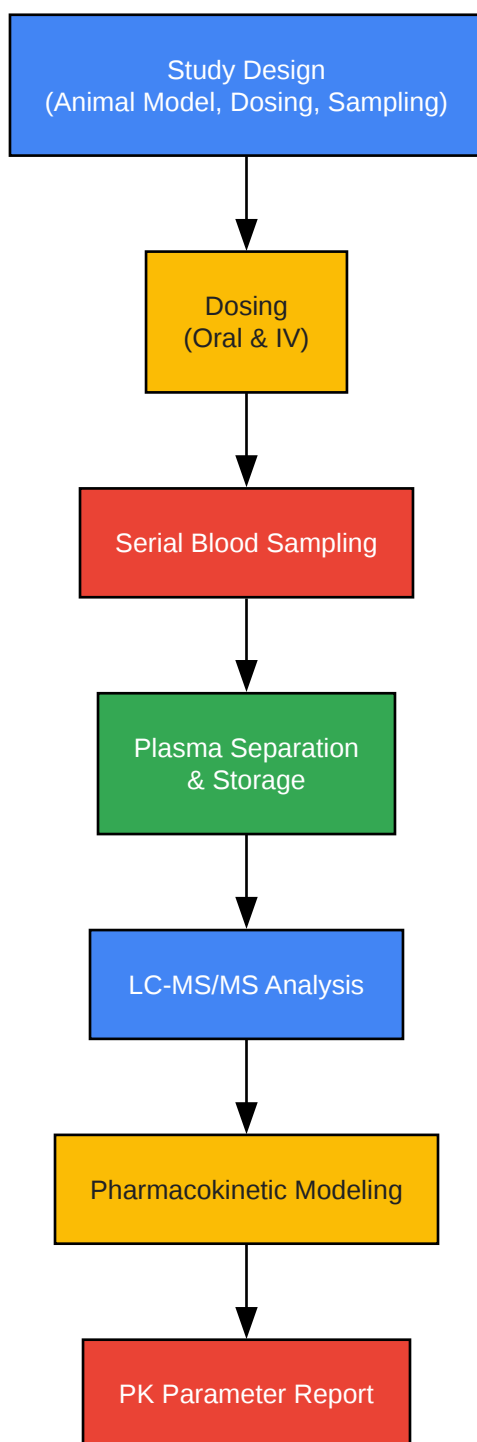 Study Design
(Animal Model, Dosing, Sampling)
Dosing
(Oral & IV)
Serial Blood Sampling
Plasma Separation
& Storage
LC-MS/MS Analysis
Pharmacokinetic Modeling
PK Parameter Report